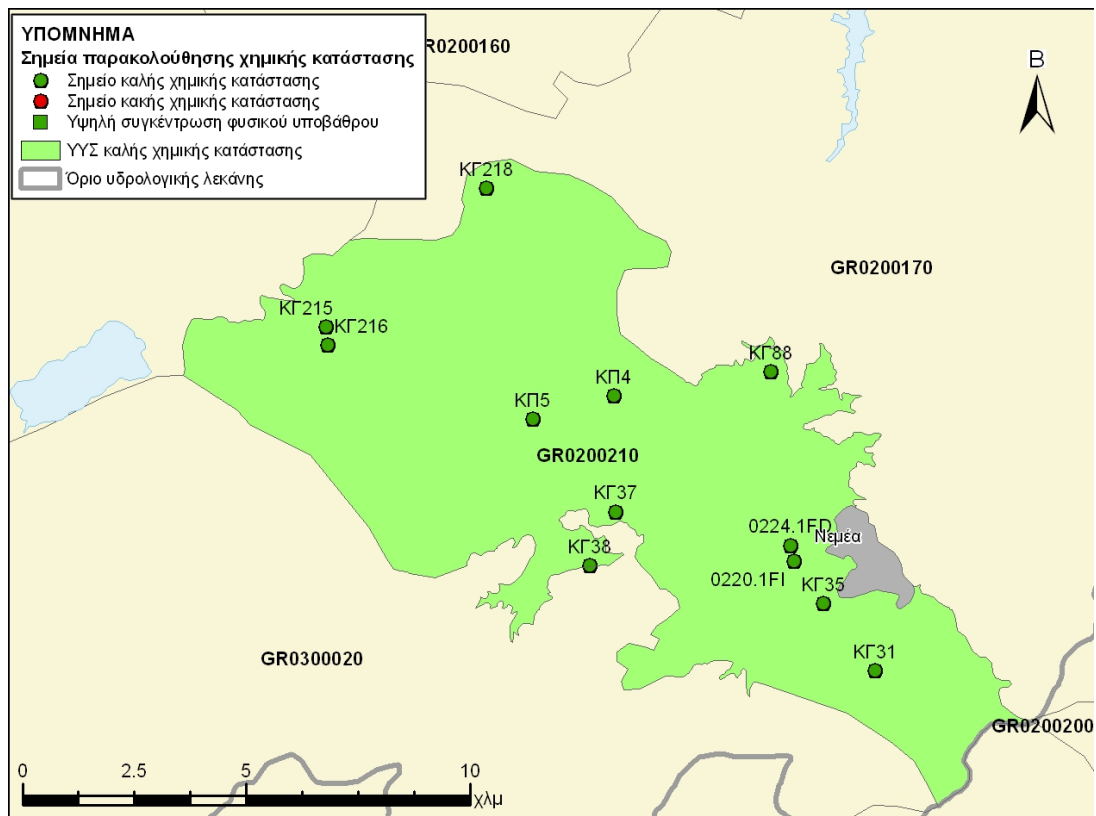 ΥΠΟΜΝΗΜΑ
Σημεία παρακολούθησης χημικής κατάστασης
Σημείο καλής χημικής κατάστασης
Σημείο κακής χημικής κατάστασης
Υψηλή συγκέντρωση φυσικού υποβάθρου
ΥΥΣ καλής χημικής κατάστασης
Όριο υδρολογικής λεκάνης
R0200160
Β
ΚΓ218
GR0200170
ΚΓ215
ΚΓ216
ΚΓ88
ΚΠ4
ΚΠ5
GR0200210
ΚΓ37
0224.1FD
Νεμέα
ΚΓ38
0220.1FI
ΚΓ35
GR0300020
ΚΓ31
GR0200200
0 2.5 5 10
χλμ